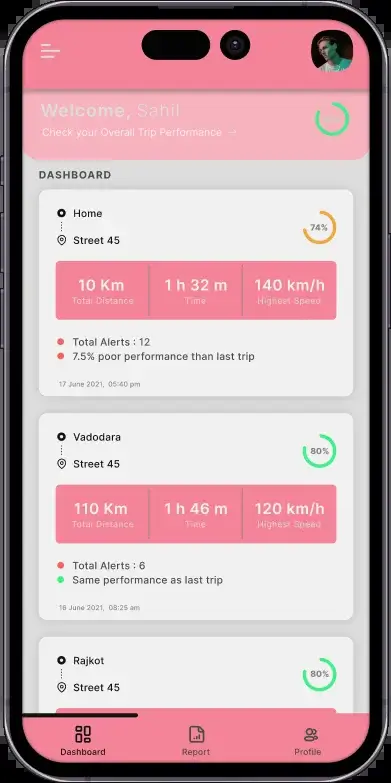 Welcome, Sahil
Check your Overall Trip Performance →
DASHBOARD
Home
74%
Street 45
10 Km
1 h 32 m
140 km/h
Total Distance
Time
Highest Speed
Total Alerts : 12
7.5% poor performance than last trip
17 June 2021, 05:40 pm
Vadodara
80%
Street 45
110 Km
1 h 46 m
120 km/h
Total Distance
Time
Highest Speed
Total Alerts : 6
Same performance as last trip
16 June 2021, 08:25 am
Rajkot
80%
Street 45
Dashboard
Report
Profile